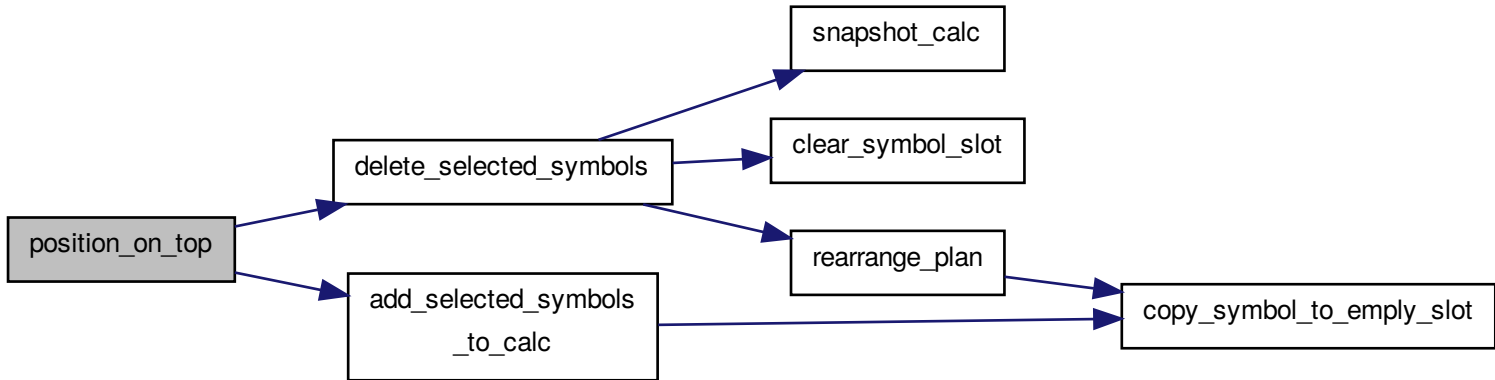 snapshot_calc
clear_symbol_slot
delete_selected_symbols
position_on_top
rearrange_plan
add_selected_symbols
_to_calc
copy_symbol_to_emply_slot